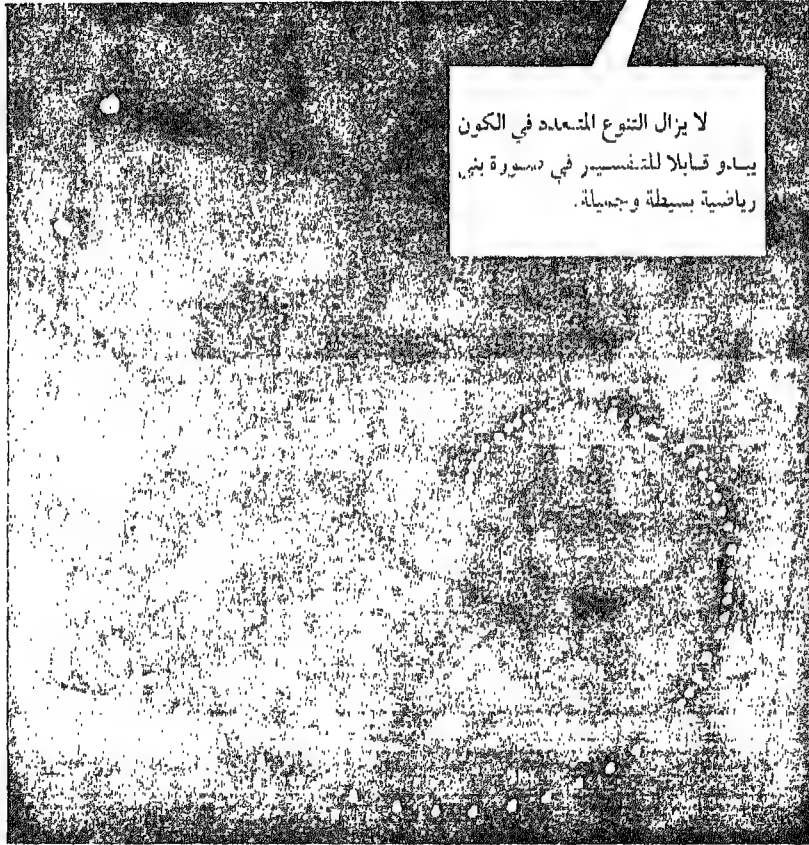 لا يزال التنوع المتعدد في الكون
يبدو قابلا للتفسير في صورة بنى
رياضية بسيطة وجميلة.